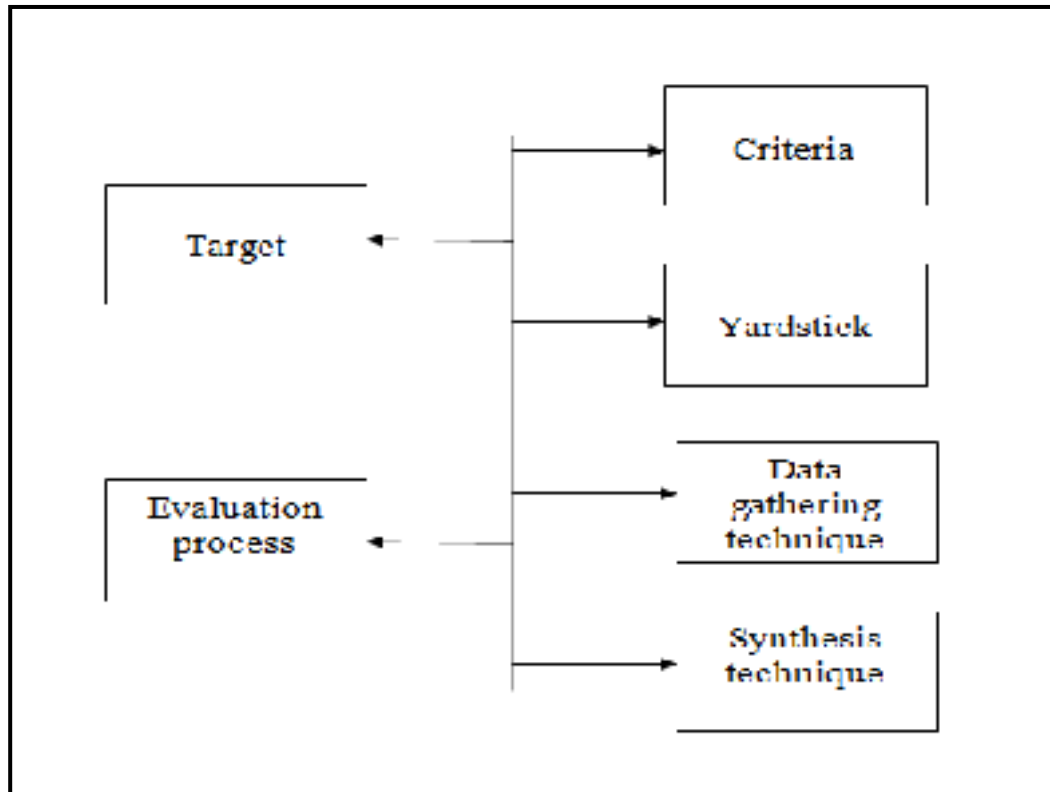 Criteria
Target
Yardstick
Evaluation
process
Data
gathering
technique
Synthesis
technique